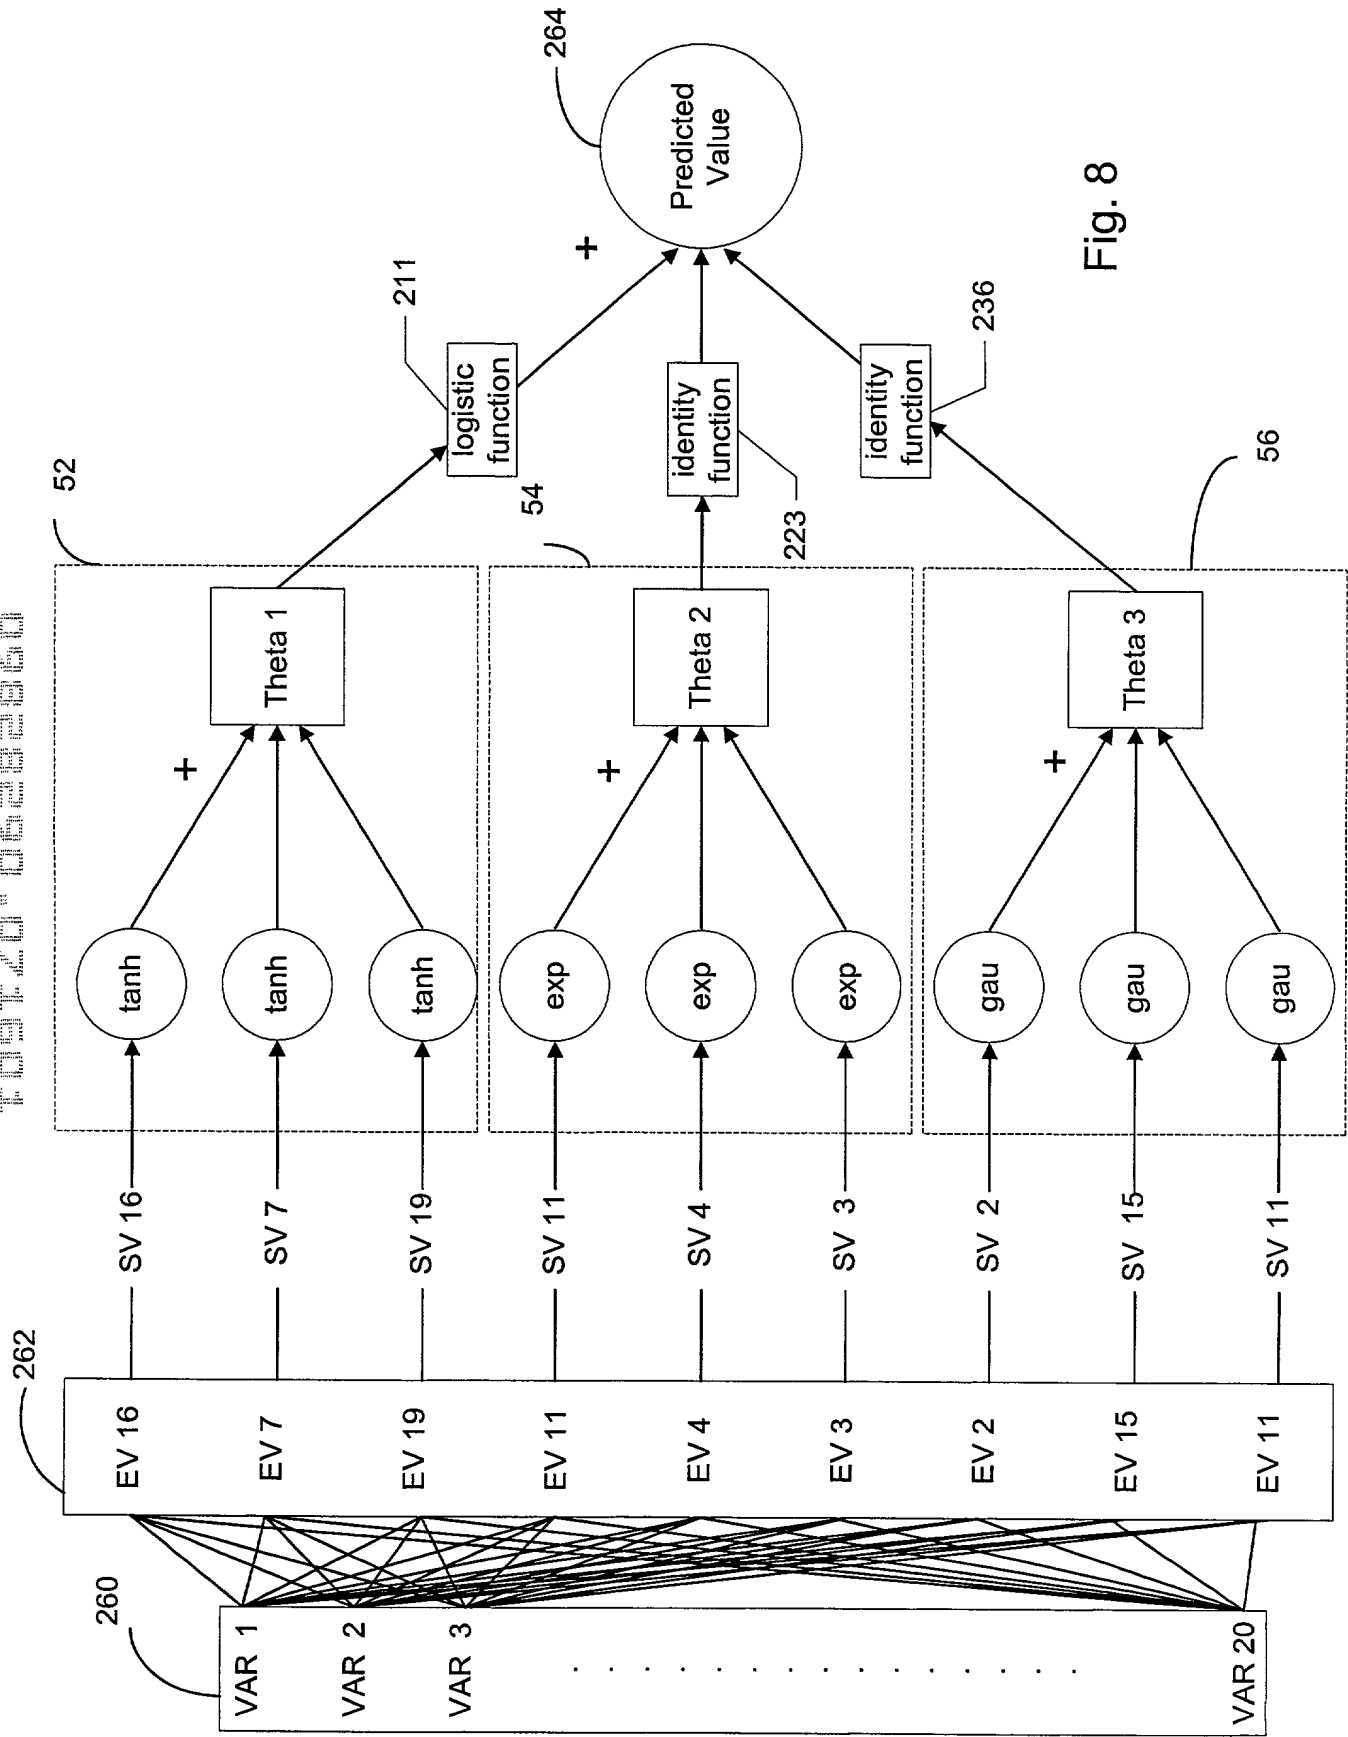 262
260
VAR 1
VAR 2
VAR 3
VAR 20
EV 16
EV 7
EV 19
EV 11
EV 4
EV 3
EV 2
EV 15
EV 11
SV 16
SV 7
SV 19
SV 11
SV 4
SV 3
SV 2
SV 15
SV 11
52
tanh
tanh
tanh
+
Theta 1
54
exp
exp
exp
+
Theta 2
56
gau
gau
gau
+
Theta 3
211
logistic
function
223
identity
function
236
identity
function
+
264
Predicted
Value
Fig. 8